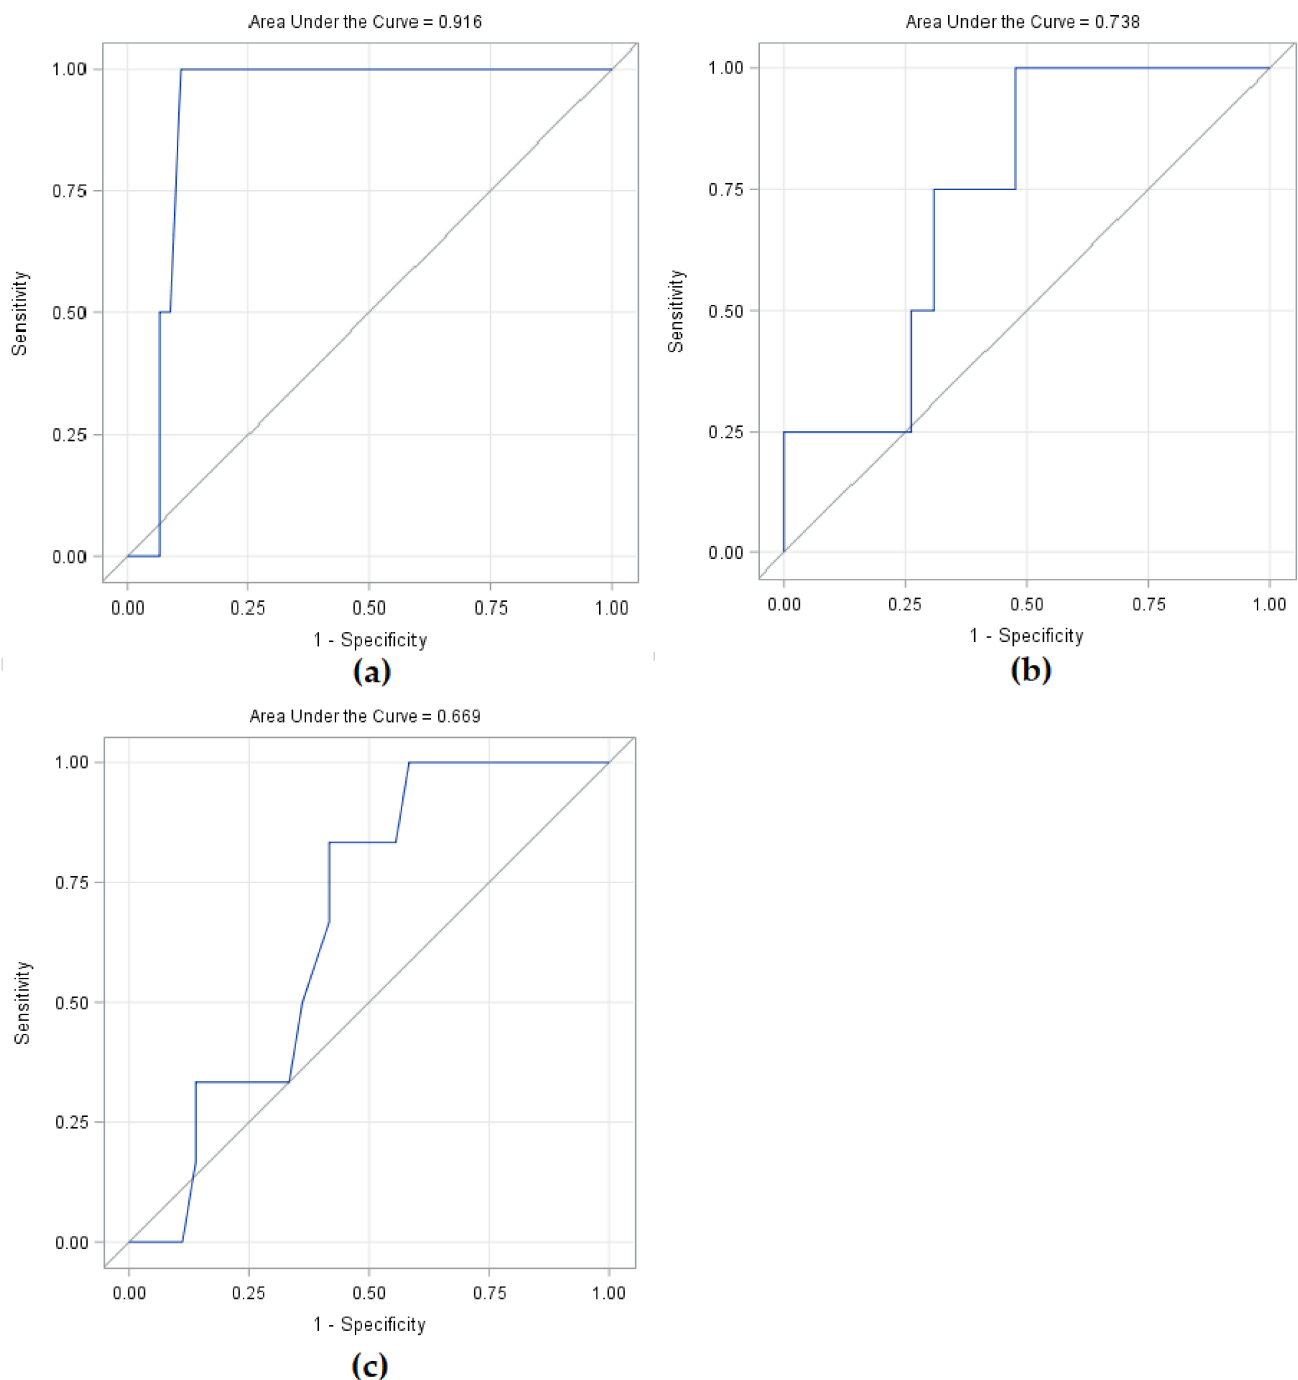 Area Under the Curve = 0.916
1.00
0.75
0.50
0.25
0.00
Sensitivity
0.00 0.25 0.50 0.75 1.00
1 - Specificity
(a)
Area Under the Curve = 0.738
1.00
0.75
0.50
0.25
0.00
Sensitivity
0.00 0.25 0.50 0.75 1.00
1 - Specificity
(b)
Area Under the Curve = 0.669
1.00
0.75
0.50
0.25
0.00
Sensitivity
0.00 0.25 0.50 0.75 1.00
1 - Specificity
(c)